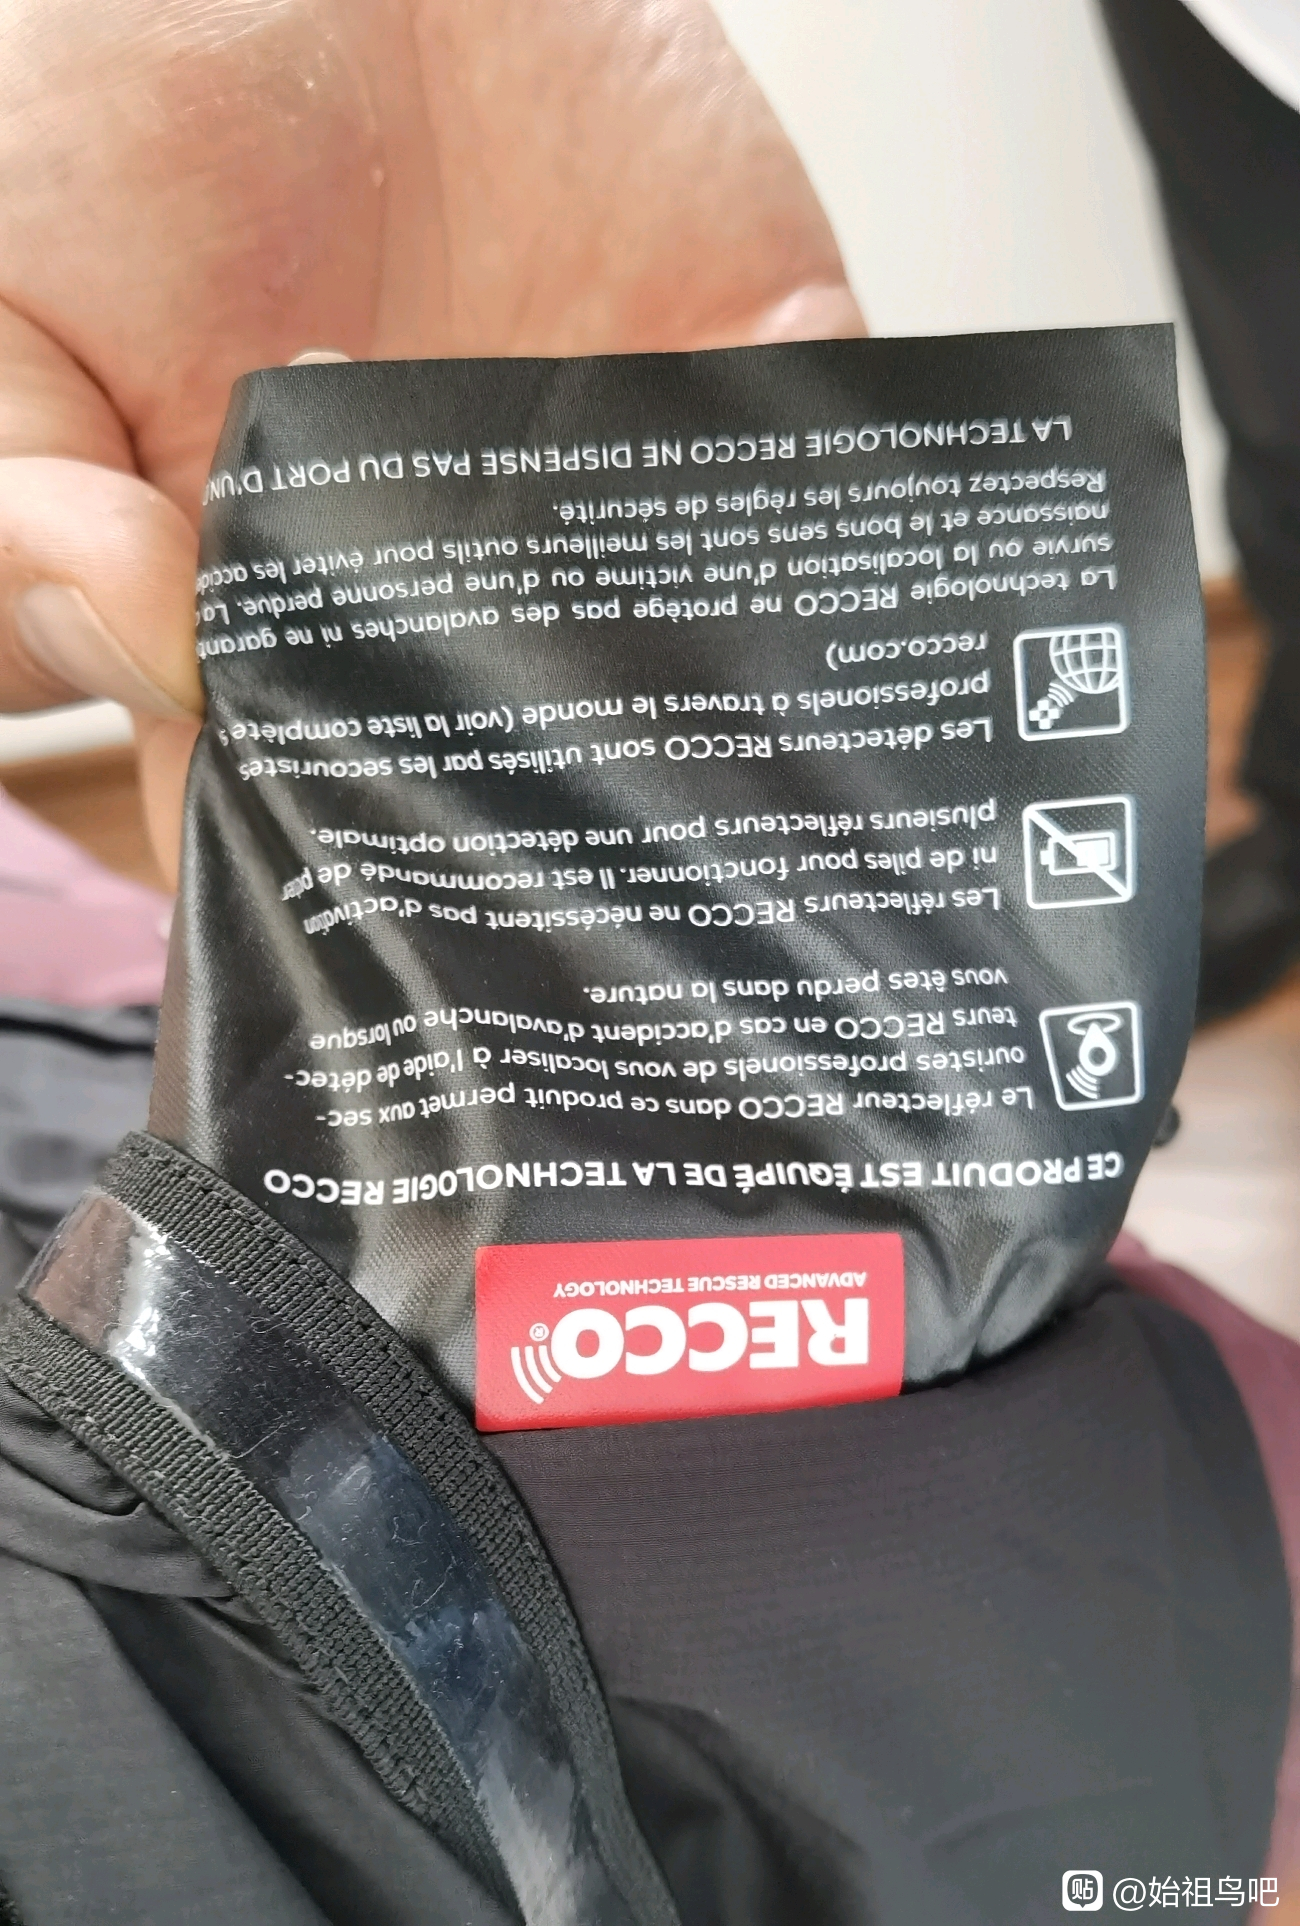 RECCO®
ADVANCED RESCUE TECHNOLOGY
CE PRODUIT EST ÉQUIPÉ DE LA TECHNOLOGIE RECCO
Le réflecteur RECCO dans ce produit permet aux sec-
ouristes professionels de vous localiser à l'aide de détec-
teurs RECCO en cas d'accident d'avalanche ou lorsque
vous êtes perdu dans la nature.
Les réflecteurs RECCO ne nécéssitent pas d'activation
ni de piles pour fonctionner. Il est recommandé de placer
plusieurs réflecteurs pour une détection optimale.
Les détecteurs RECCO sont utilisés par les secouristes
professionels à travers le monde (voir la liste complète
recco.com)
La technologie RECCO ne protège pas des avalanches ni ne
survie ou la localisation d'une victime ou d'une personne perdue.
naissance et le bons sens sont les meilleurs outils pour éviter les
Respectez toujours les règles de sécurité.
LA TECHNOLOGIE RECCO NE DISPENSE PAS DU PORT D'UN
贴 @始祖鸟吧